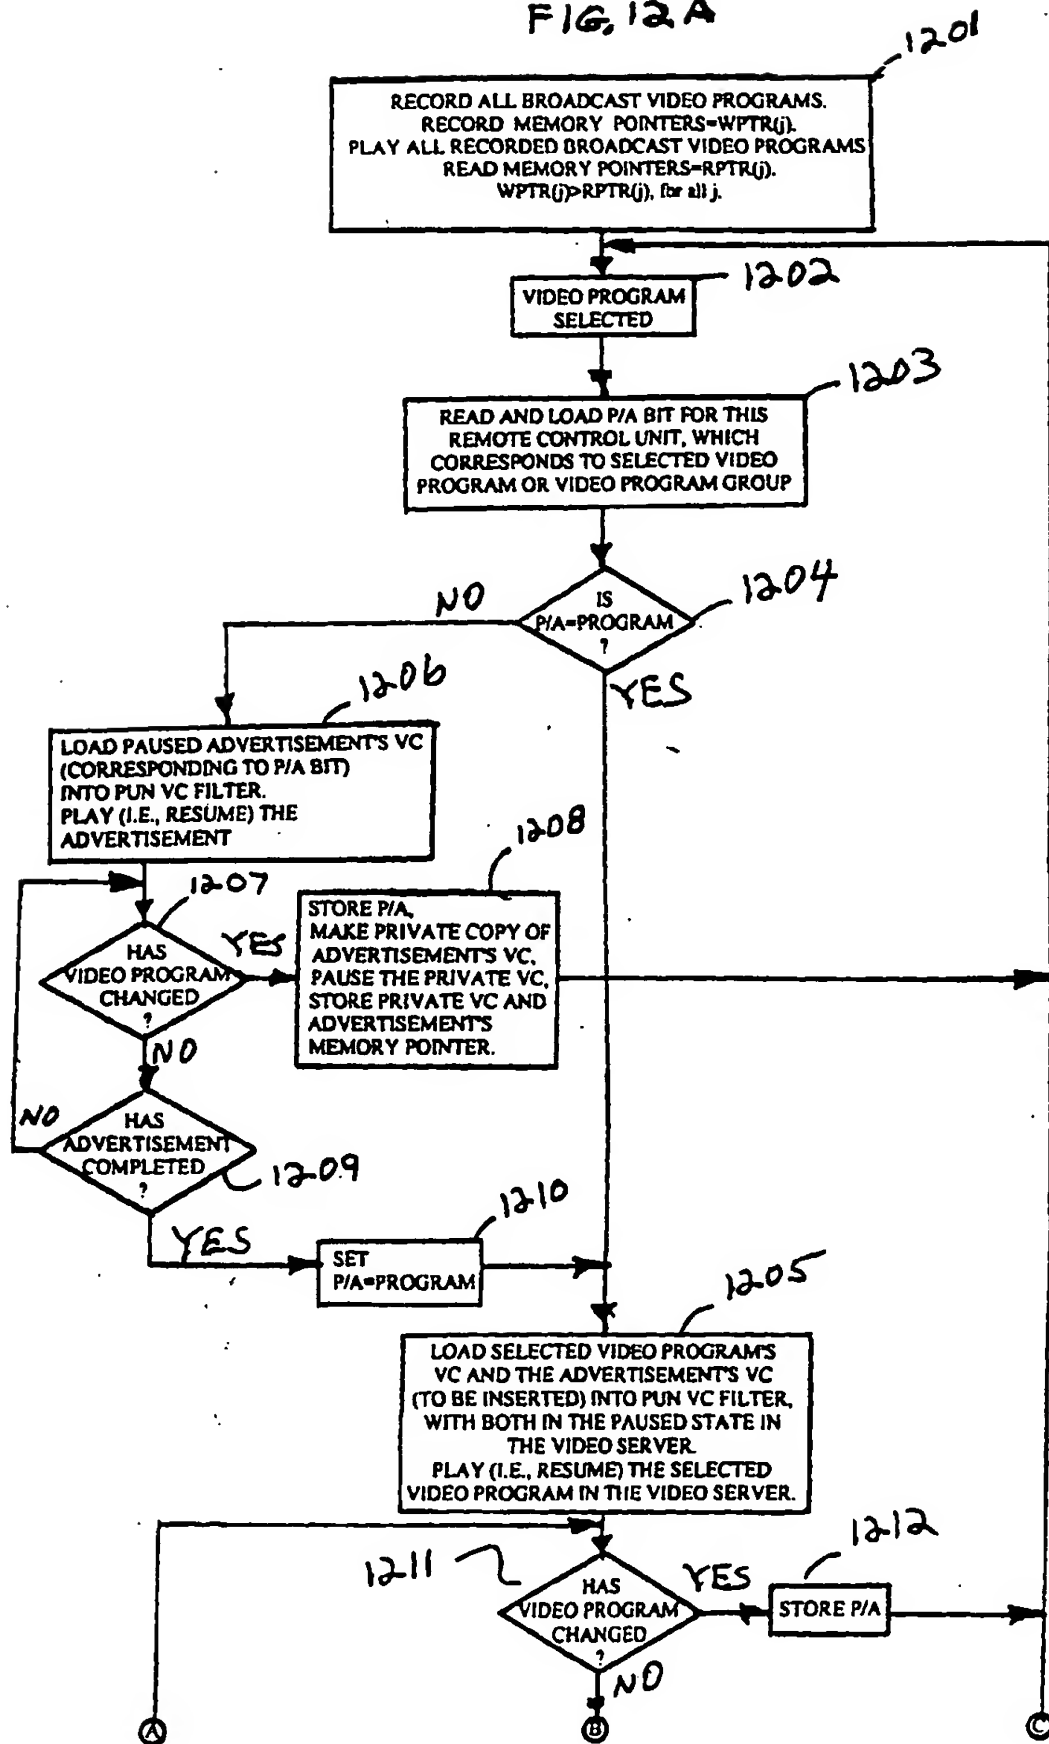 FIG. 12A
1201
RECORD ALL BROADCAST VIDEO PROGRAMS.
RECORD MEMORY POINTERS=WPTR(j).
PLAY ALL RECORDED BROADCAST VIDEO PROGRAMS
READ MEMORY POINTERS=RPTR(j).
WPTR(j)>RPTR(j), for all j.
1202
VIDEO PROGRAM
SELECTED
1203
READ AND LOAD P/A BIT FOR THIS
REMOTE CONTROL UNIT, WHICH
CORRESPONDS TO SELECTED VIDEO
PROGRAM OR VIDEO PROGRAM GROUP
1204
IS
P/A=PROGRAM
?
NO
YES
1206
LOAD PAUSED ADVERTISEMENT'S VC
(CORRESPONDING TO P/A BIT)
INTO PUN VC FILTER.
PLAY (I.E., RESUME) THE
ADVERTISEMENT
1207
HAS
VIDEO PROGRAM
CHANGED
?
YES
NO
1208
STORE P/A,
MAKE PRIVATE COPY OF
ADVERTISEMENT'S VC,
PAUSE THE PRIVATE VC,
STORE PRIVATE VC AND
ADVERTISEMENT'S
MEMORY POINTER.
NO
HAS
ADVERTISEMENT
COMPLETED
?
1209
YES
1210
SET
P/A=PROGRAM
1205
LOAD SELECTED VIDEO PROGRAM'S
VC AND THE ADVERTISEMENT'S VC
(TO BE INSERTED) INTO PUN VC FILTER,
WITH BOTH IN THE PAUSED STATE IN
THE VIDEO SERVER.
PLAY (I.E., RESUME) THE SELECTED
VIDEO PROGRAM IN THE VIDEO SERVER.
1211
HAS
VIDEO PROGRAM
CHANGED
?
YES
NO
1212
STORE P/A
A
B
C